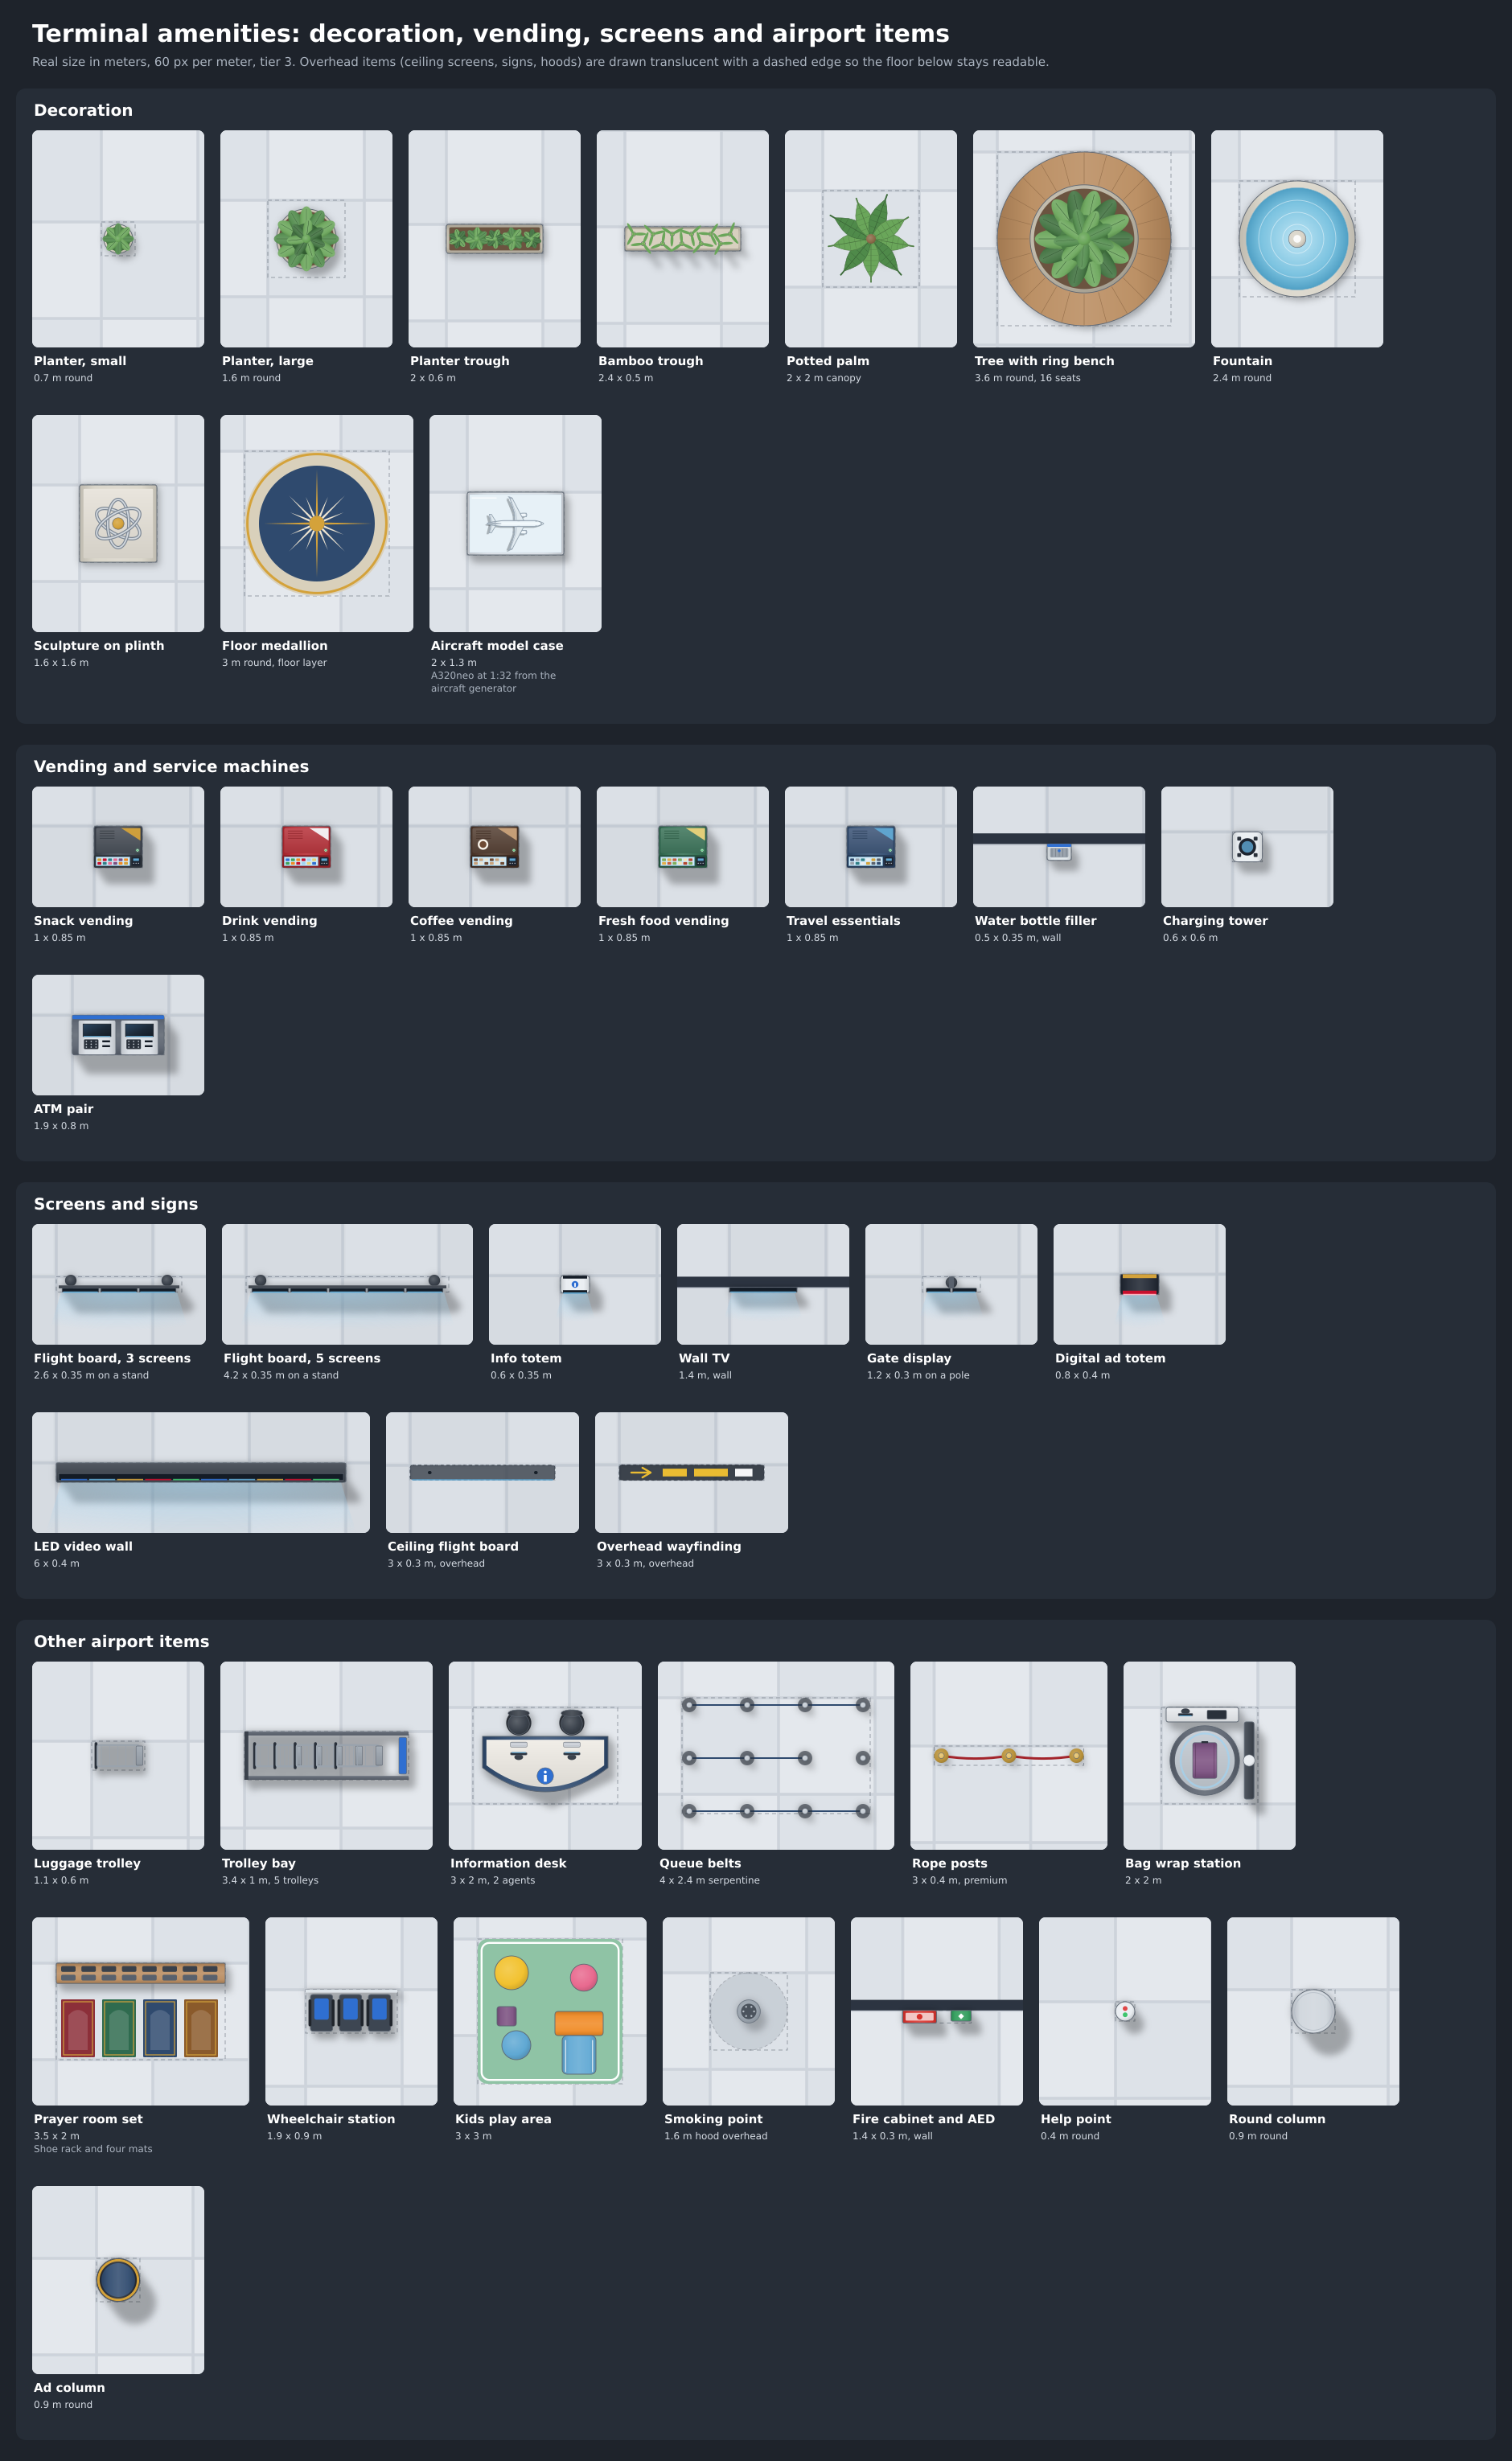 Terminal amenities: decoration, vending, screens and airport items
Real size in meters, 60 px per meter, tier 3. Overhead items (ceiling screens, signs, hoods) are drawn translucent with a dashed edge so the floor below stays readable.
Decoration
Planter, small
0.7 m round
Planter, large
1.6 m round
Planter trough
2 x 0.6 m
Bamboo trough
2.4 x 0.5 m
Potted palm
2 x 2 m canopy
Tree with ring bench
3.6 m round, 16 seats
Fountain
2.4 m round
Sculpture on plinth
1.6 x 1.6 m
Floor medallion
3 m round, floor layer
Aircraft model case
2 x 1.3 m
A320neo at 1:32 from the
aircraft generator
Vending and service machines
Snack vending
1 x 0.85 m
Drink vending
1 x 0.85 m
Coffee vending
1 x 0.85 m
Fresh food vending
1 x 0.85 m
Travel essentials
1 x 0.85 m
Water bottle filler
0.5 x 0.35 m, wall
Charging tower
0.6 x 0.6 m
ATM pair
1.9 x 0.8 m
Screens and signs
Flight board, 3 screens
2.6 x 0.35 m on a stand
Flight board, 5 screens
4.2 x 0.35 m on a stand
Info totem
0.6 x 0.35 m
Wall TV
1.4 m, wall
Gate display
1.2 x 0.3 m on a pole
Digital ad totem
0.8 x 0.4 m
LED video wall
6 x 0.4 m
Ceiling flight board
3 x 0.3 m, overhead
Overhead wayfinding
3 x 0.3 m, overhead
Other airport items
Luggage trolley
1.1 x 0.6 m
Trolley bay
3.4 x 1 m, 5 trolleys
Information desk
3 x 2 m, 2 agents
Queue belts
4 x 2.4 m serpentine
Rope posts
3 x 0.4 m, premium
Bag wrap station
2 x 2 m
Prayer room set
3.5 x 2 m
Shoe rack and four mats
Wheelchair station
1.9 x 0.9 m
Kids play area
3 x 3 m
Smoking point
1.6 m hood overhead
Fire cabinet and AED
1.4 x 0.3 m, wall
Help point
0.4 m round
Round column
0.9 m round
Ad column
0.9 m round